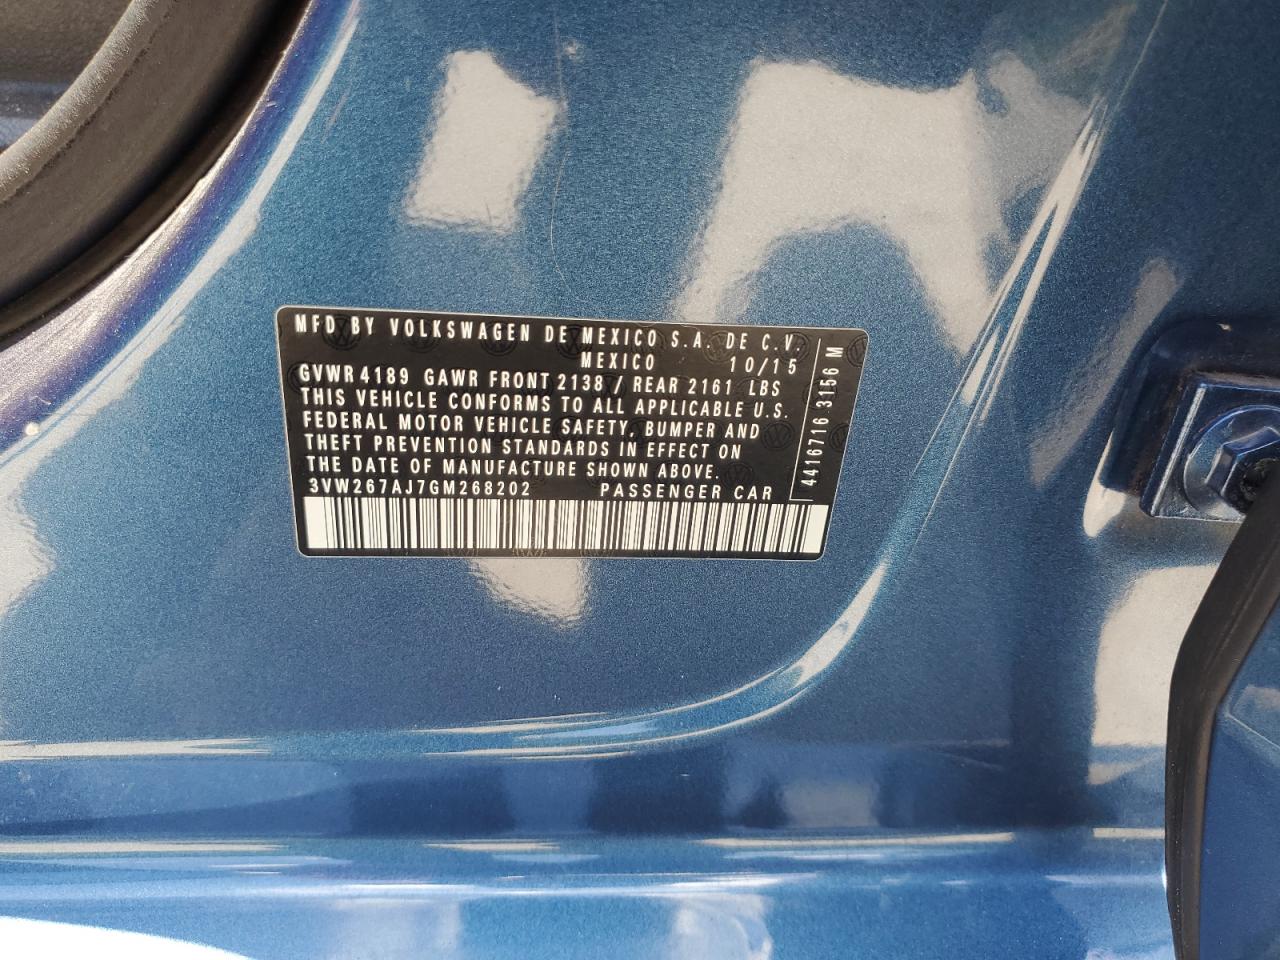 MFD BY VOLKSWAGEN DE MEXICO S.A. DE C.V.
MEXICO 10/15
GVWR 4189 GAWR FRONT 2138 / REAR 2161 LBS
THIS VEHICLE CONFORMS TO ALL APPLICABLE U.S.
FEDERAL MOTOR VEHICLE SAFETY, BUMPER AND
THEFT PREVENTION STANDARDS IN EFFECT ON
THE DATE OF MANUFACTURE SHOWN ABOVE.
3VW267AJ7GM268202 PASSENGER CAR
4416716 3156 M